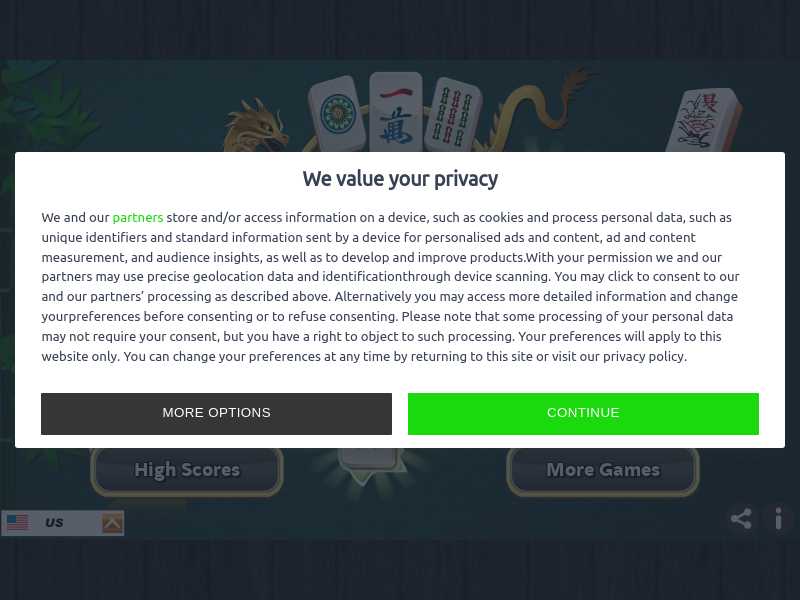 We value your privacy
We and our partners store and/or access information on a device, such as cookies and process personal data, such as
unique identifiers and standard information sent by a device for personalised ads and content, ad and content
measurement, and audience insights, as well as to develop and improve products.With your permission we and our
partners may use precise geolocation data and identificationthrough device scanning. You may click to consent to our
and our partners’ processing as described above. Alternatively you may access more detailed information and change
yourpreferences before consenting or to refuse consenting. Please note that some processing of your personal data
may not require your consent, but you have a right to object to such processing. Your preferences will apply to this
website only. You can change your preferences at any time by returning to this site or visit our privacy policy.
MORE OPTIONS
CONTINUE
High Scores
More Games
US